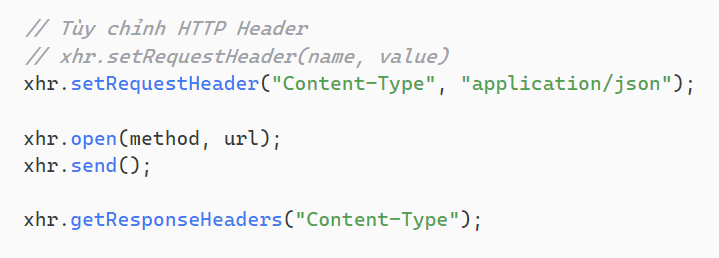 // Tùy chỉnh HTTP Header
// xhr.setRequestHeader(name, value)
xhr.setRequestHeader("Content-Type", "application/json");
xhr.open(method, url);
xhr.send();
xhr.getResponseHeaders("Content-Type");